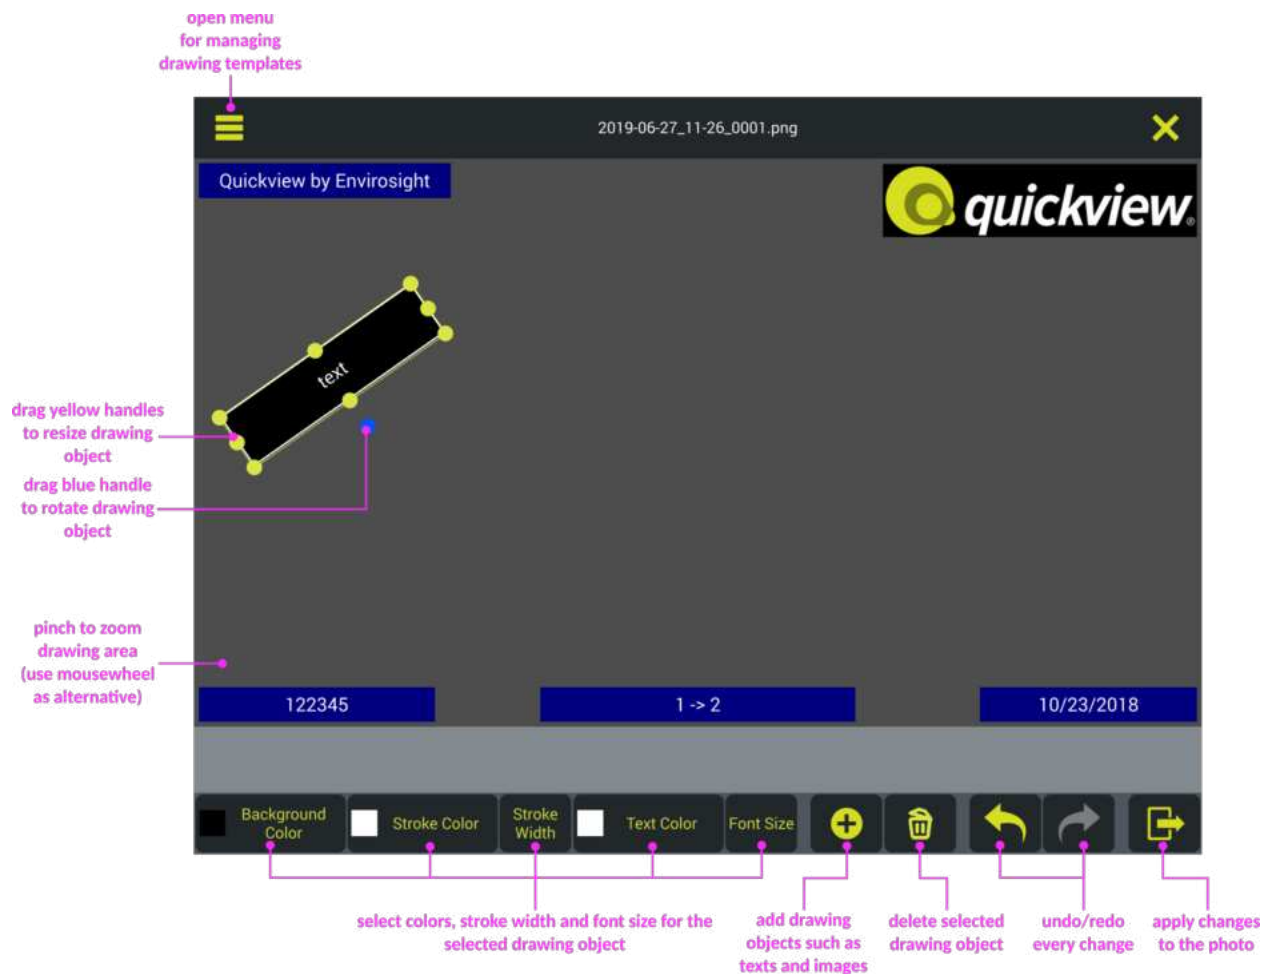 open menu
for managing
drawing templates
2019-06-27_11-26_0001.png
Quickview by Envirosight
quickview®
text
drag yellow handles
to resize drawing
object
drag blue handle
to rotate drawing
object
pinch to zoom
drawing area
(use mousewheel
as alternative)
122345
1 -> 2
10/23/2018
Background
Color
Stroke Color
Stroke
Width
Text Color
Font Size
select colors, stroke width and font size for the
selected drawing object
add drawing
objects such as
texts and images
delete selected
drawing object
undo/redo
every change
apply changes
to the photo